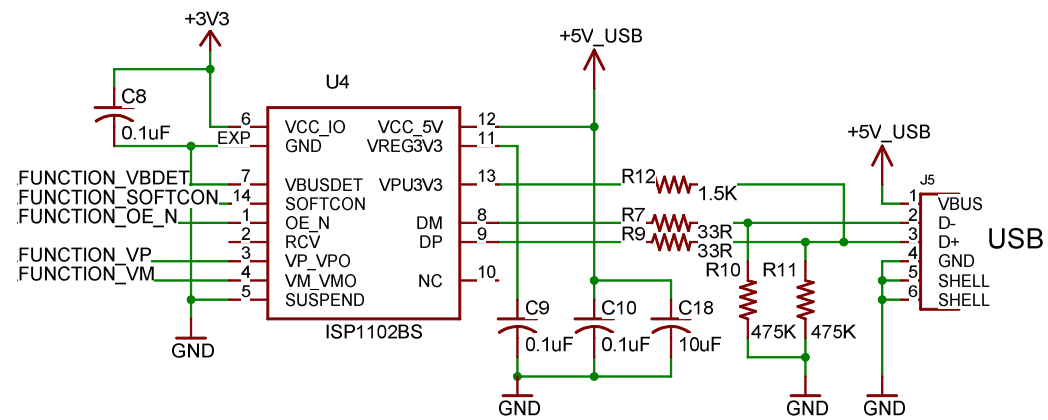 +3V3
+5V_USB
U4
C8
0.1uF
6 VCC_IO VCC_5V 12
EXP GND VREG3V3 11
+5V_USB
FUNCTION_VBDET 7 VBUSDET VPU3V3 13 R12 1.5K
J5
FUNCTION_SOFTCON 14 SOFTCON
1 VBUS
FUNCTION_OE_N 1 OE_N DM 8 R7 33R
2 D-
2 RCV DP 9 R9 33R
3 D+
USB
FUNCTION_VP 3 VP_VPO
4 GND
FUNCTION_VM 4 VM_VMO NC 10
R10 R11
5 SHELL
5 SUSPEND
6 SHELL
ISP1102BS
C9 C10 C18
0.1uF 0.1uF 10uF
475K 475K
GND
GND GND GND